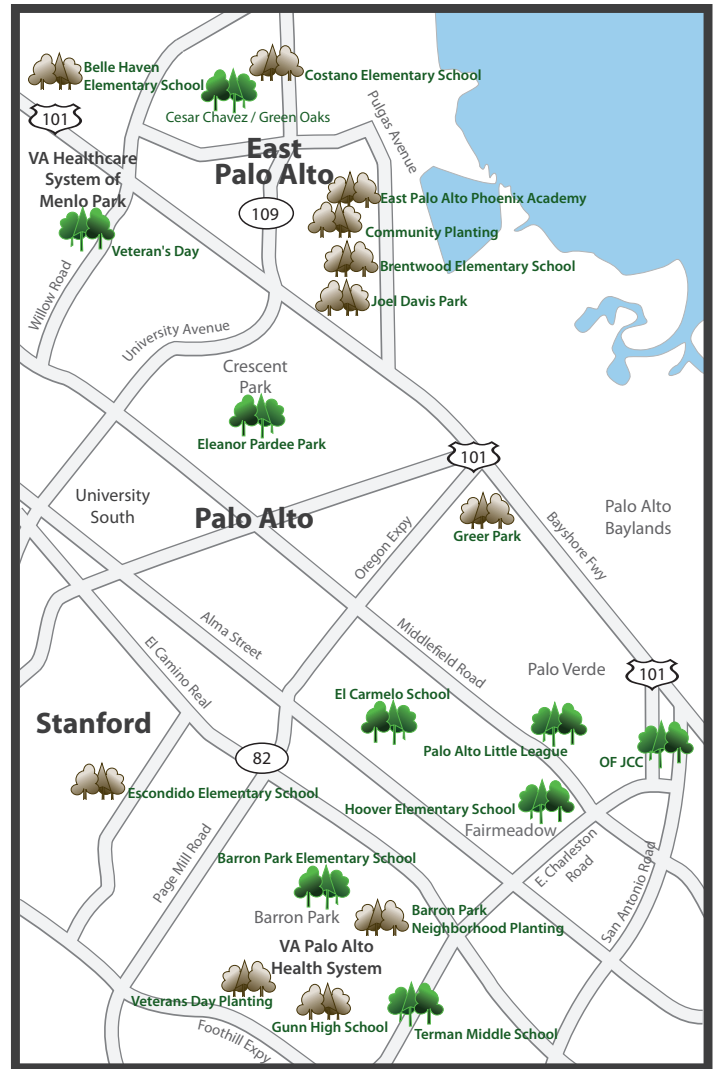 Belle Haven
Elementary School
Costano Elementary School
Cesar Chavez / Green Oaks
101
Pulgas Avenue
East
Palo Alto
VA Healthcare
System of
Menlo Park
109
East Palo Alto Phoenix Academy
Community Planting
Veteran's Day
Brentwood Elementary School
Joel Davis Park
Willow Road
University Avenue
Crescent
Park
Eleanor Pardee Park
101
University
South
Palo Alto
Greer Park
Palo Alto
Baylands
Oregon Expy
Bayshore Fwy
Alma Street
Middlefield Road
El Camino Real
Palo Verde
101
El Carmelo School
Stanford
Palo Alto Little League
OF JCC
82
Escondido Elementary School
Hoover Elementary School
Fairmeadow
E. Charleston
Road
Page Mill Road
San Antonio Road
Barron Park Elementary School
Barron Park
Barron Park
Neighborhood Planting
VA Palo Alto
Health System
Veterans Day Planting
Gunn High School
Terman Middle School
Foothill Expy